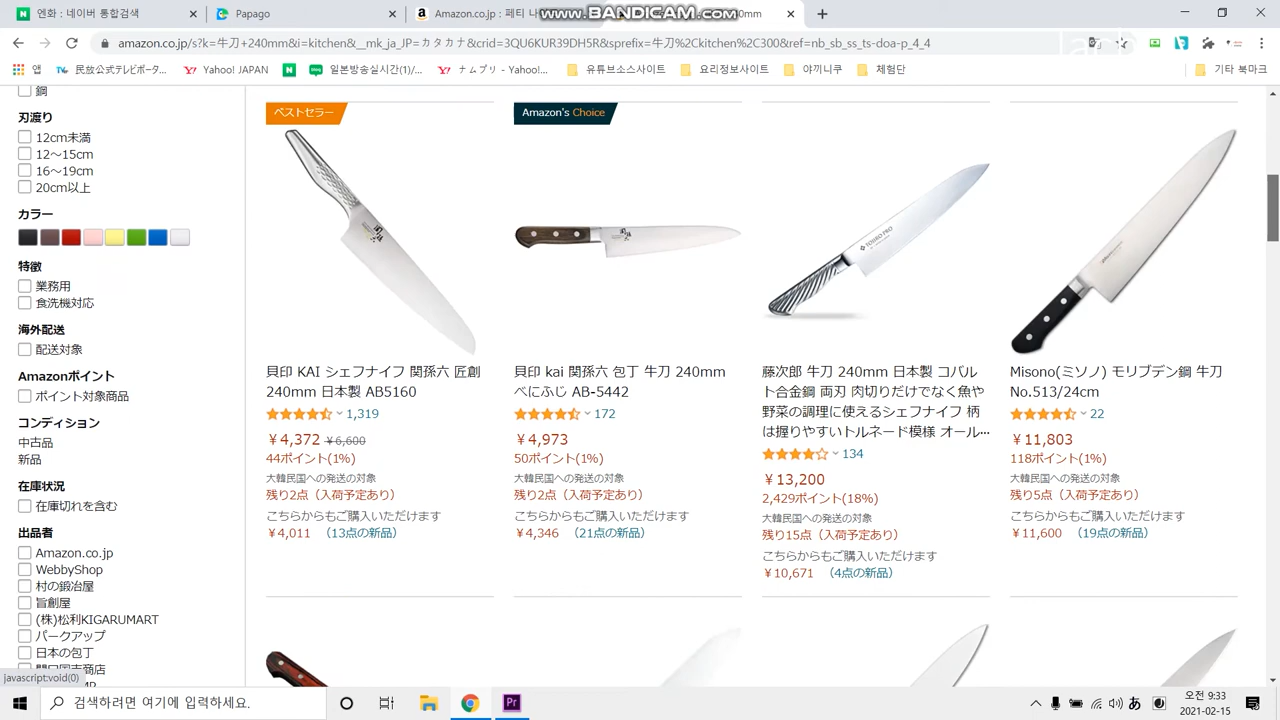 엔화 : 네이버 통합검색
Papago
Amazon.co.jp : 페티 나
www.BANDICAM.com
amazon.co.jp/s?k=牛刀+240mm&i=kitchen&__mk_ja_JP=カタカナ&crid=3QU6HUR39DH5R&sprefix=牛刀%2Ckitchen%2C300&ref=nb_sb_ss_ts-doa-p_4_4
앱
民放公式テレビポータ...
Yahoo! JAPAN
일본방송실시간(1)/...
ナムプリ - Yahoo!...
유튜브소스사이트
요리정보사이트
야끼니쿠
체험단
기타 북마크
鋼
刃渡り
12cm未満
12～15cm
16～19cm
20cm以上
カラー
特徴
業務用
食洗機対応
海外配送
配送対象
Amazonポイント
ポイント対象商品
コンディション
中古品
新品
在庫状況
在庫切れを含む
出品者
Amazon.co.jp
WebbyShop
村の鍛冶屋
旨創屋
(株)松利KIGARUMART
パークアップ
日本の包丁
javascript:void(0)
ベストセラー
貝印 KAI シェフナイフ 関孫六 匠創
240mm 日本製 AB5160
1,319
￥4,372 ￥6,600
44ポイント(1%)
大韓民国への発送の対象
残り2点（入荷予定あり）
こちらからもご購入いただけます
￥4,011 （13点の新品）
Amazon's Choice
貝印 kai 関孫六 包丁 牛刀 240mm
べにふじ AB-5442
172
￥4,973
50ポイント(1%)
大韓民国への発送の対象
残り2点（入荷予定あり）
こちらからもご購入いただけます
￥4,346 （21点の新品）
TOJIRO PRO
藤次郎 牛刀 240mm 日本製 コバル
ト合金鋼 両刃 肉切りだけでなく魚や
野菜の調理に使えるシェフナイフ 柄
は握りやすいトルネード模様 オール…
134
￥13,200
2,429ポイント(18%)
大韓民国への発送の対象
残り15点（入荷予定あり）
こちらからもご購入いただけます
￥10,671 （4点の新品）
Misono(ミソノ) モリブデン鋼 牛刀
No.513/24cm
22
￥11,803
118ポイント(1%)
大韓民国への発送の対象
残り5点（入荷予定あり）
こちらからもご購入いただけます
￥11,600 （19点の新品）
검색하려면 여기에 입력하세요.
Pr
あ
오전 9:33
2021-02-15